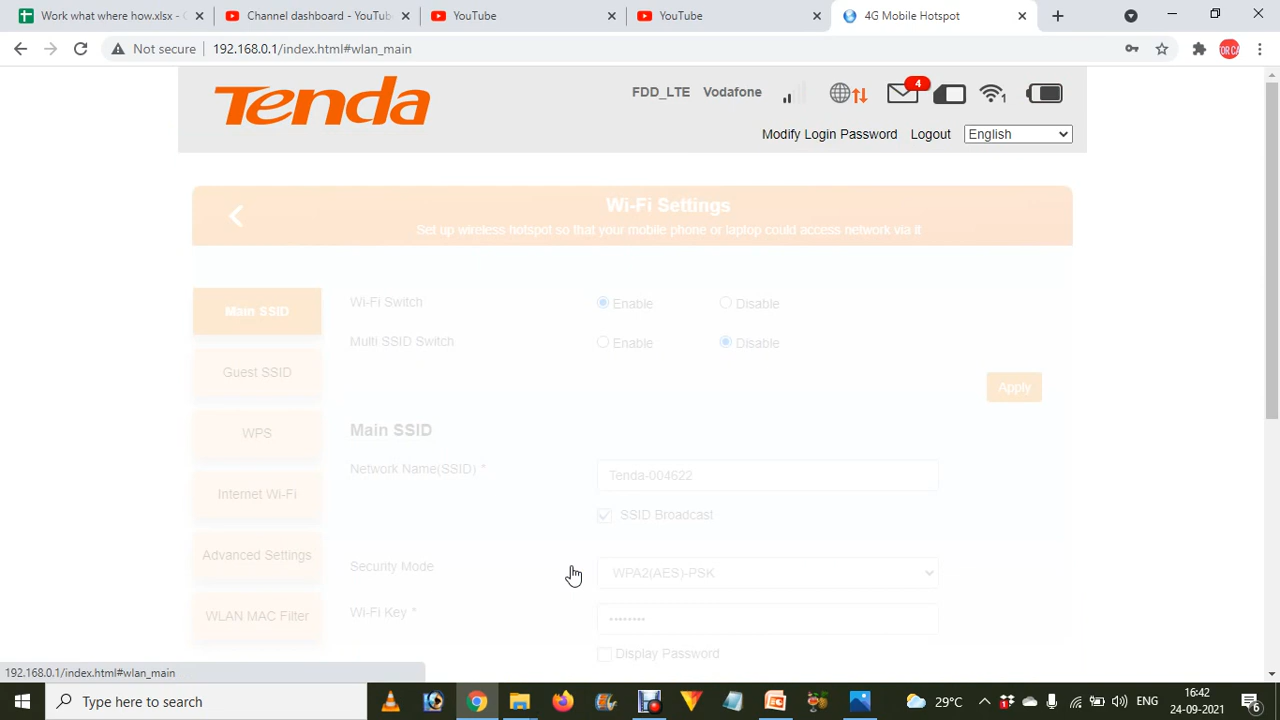 Work what where how.xlsx -
Channel dashboard - YouTube
YouTube
YouTube
4G Mobile Hotspot
Not secure
192.168.0.1/index.html#wlan_main
Tenda
FDD_LTE
Vodafone
4
1
Modify Login Password
Logout
English
Wi-Fi Settings
Set up wireless hotspot so that your mobile phone or laptop could access network via it
Main SSID
Guest SSID
WPS
Internet Wi-Fi
Advanced Settings
WLAN MAC Filter
Wi-Fi Switch
Enable
Disable
Multi SSID Switch
Enable
Disable
Apply
Main SSID
Network Name(SSID) *
Tenda-004622
SSID Broadcast
Security Mode
WPA2(AES)-PSK
Wi-Fi Key *
••••••••
Display Password
192.168.0.1/index.html#wlan_main
Type here to search
29°C
ENG
16:42
24-09-2021
6